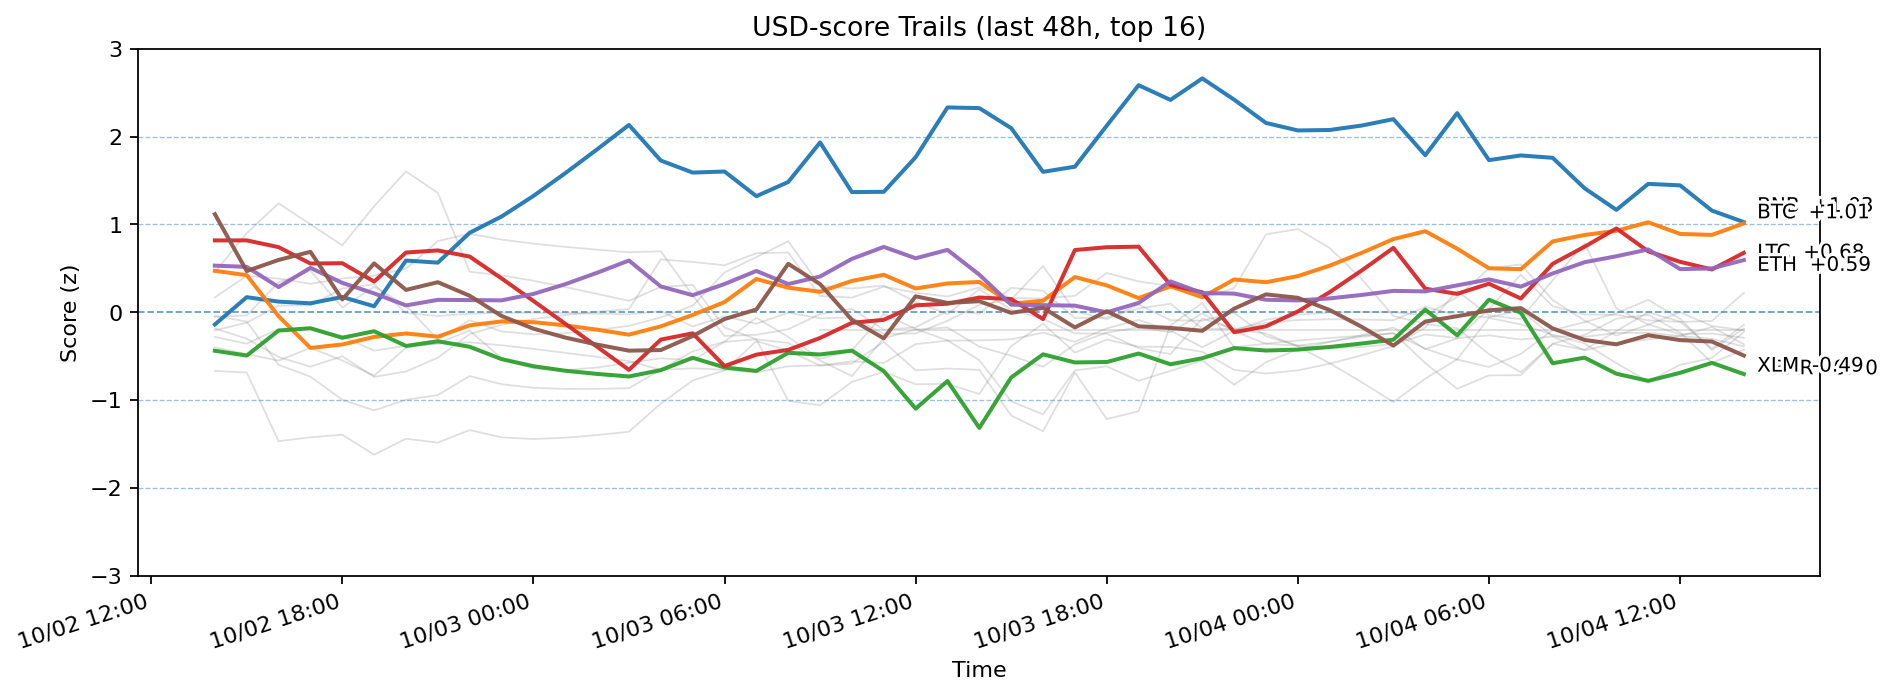 USD-score Trails (last 48h, top 16)
3
2
1
0
−1
−2
−3
Score (z)
BTC +1.01
LTC +0.68
ETH +0.59
XLM -0.49
10/02 12:00
10/02 18:00
10/03 00:00
10/03 06:00
10/03 12:00
10/03 18:00
10/04 00:00
10/04 06:00
10/04 12:00
Time